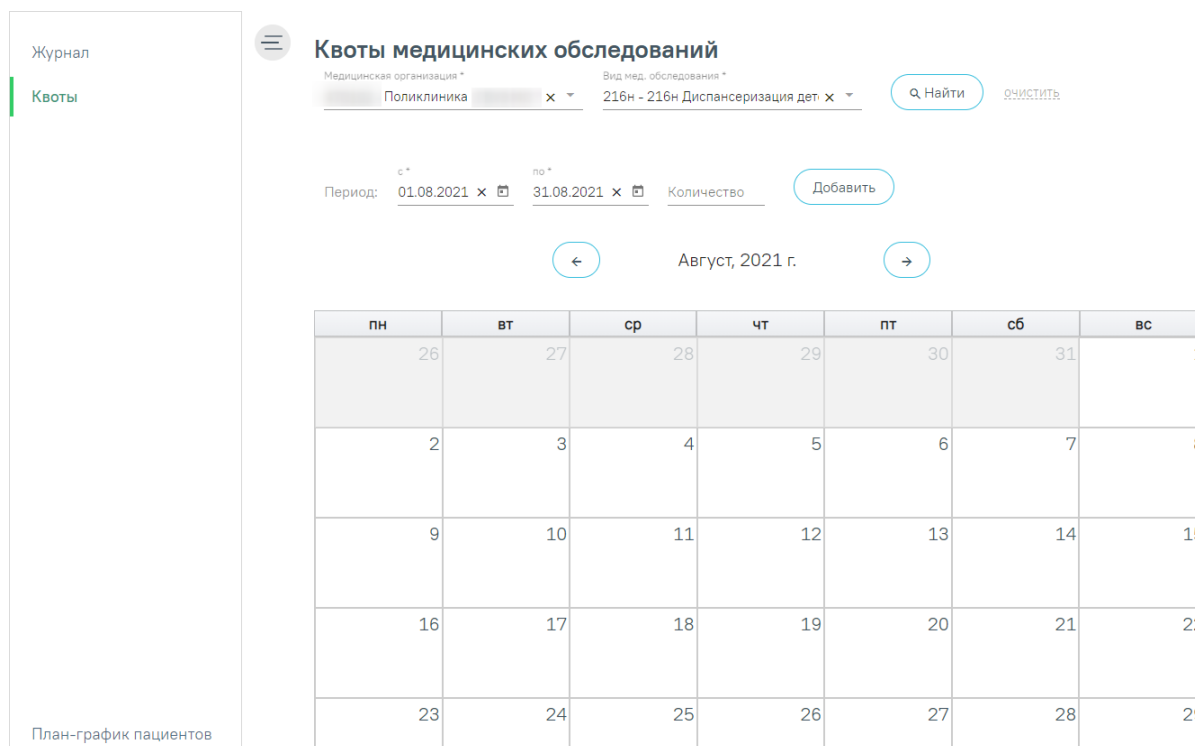 Журнал
Квоты
План-график пациентов
Квоты медицинских обследований
Медицинская организация * Вид мед. обследования *
Поликлиника 216н - 216н Диспансеризация дет Найти очистить
с * по *
Период: 01.08.2021 31.08.2021 Количество Добавить
Август, 2021 г.
пн вт ср чт пт сб вс
26 27 28 29 30 31
2 3 4 5 6 7
9 10 11 12 13 14
16 17 18 19 20 21
23 24 25 26 27 28